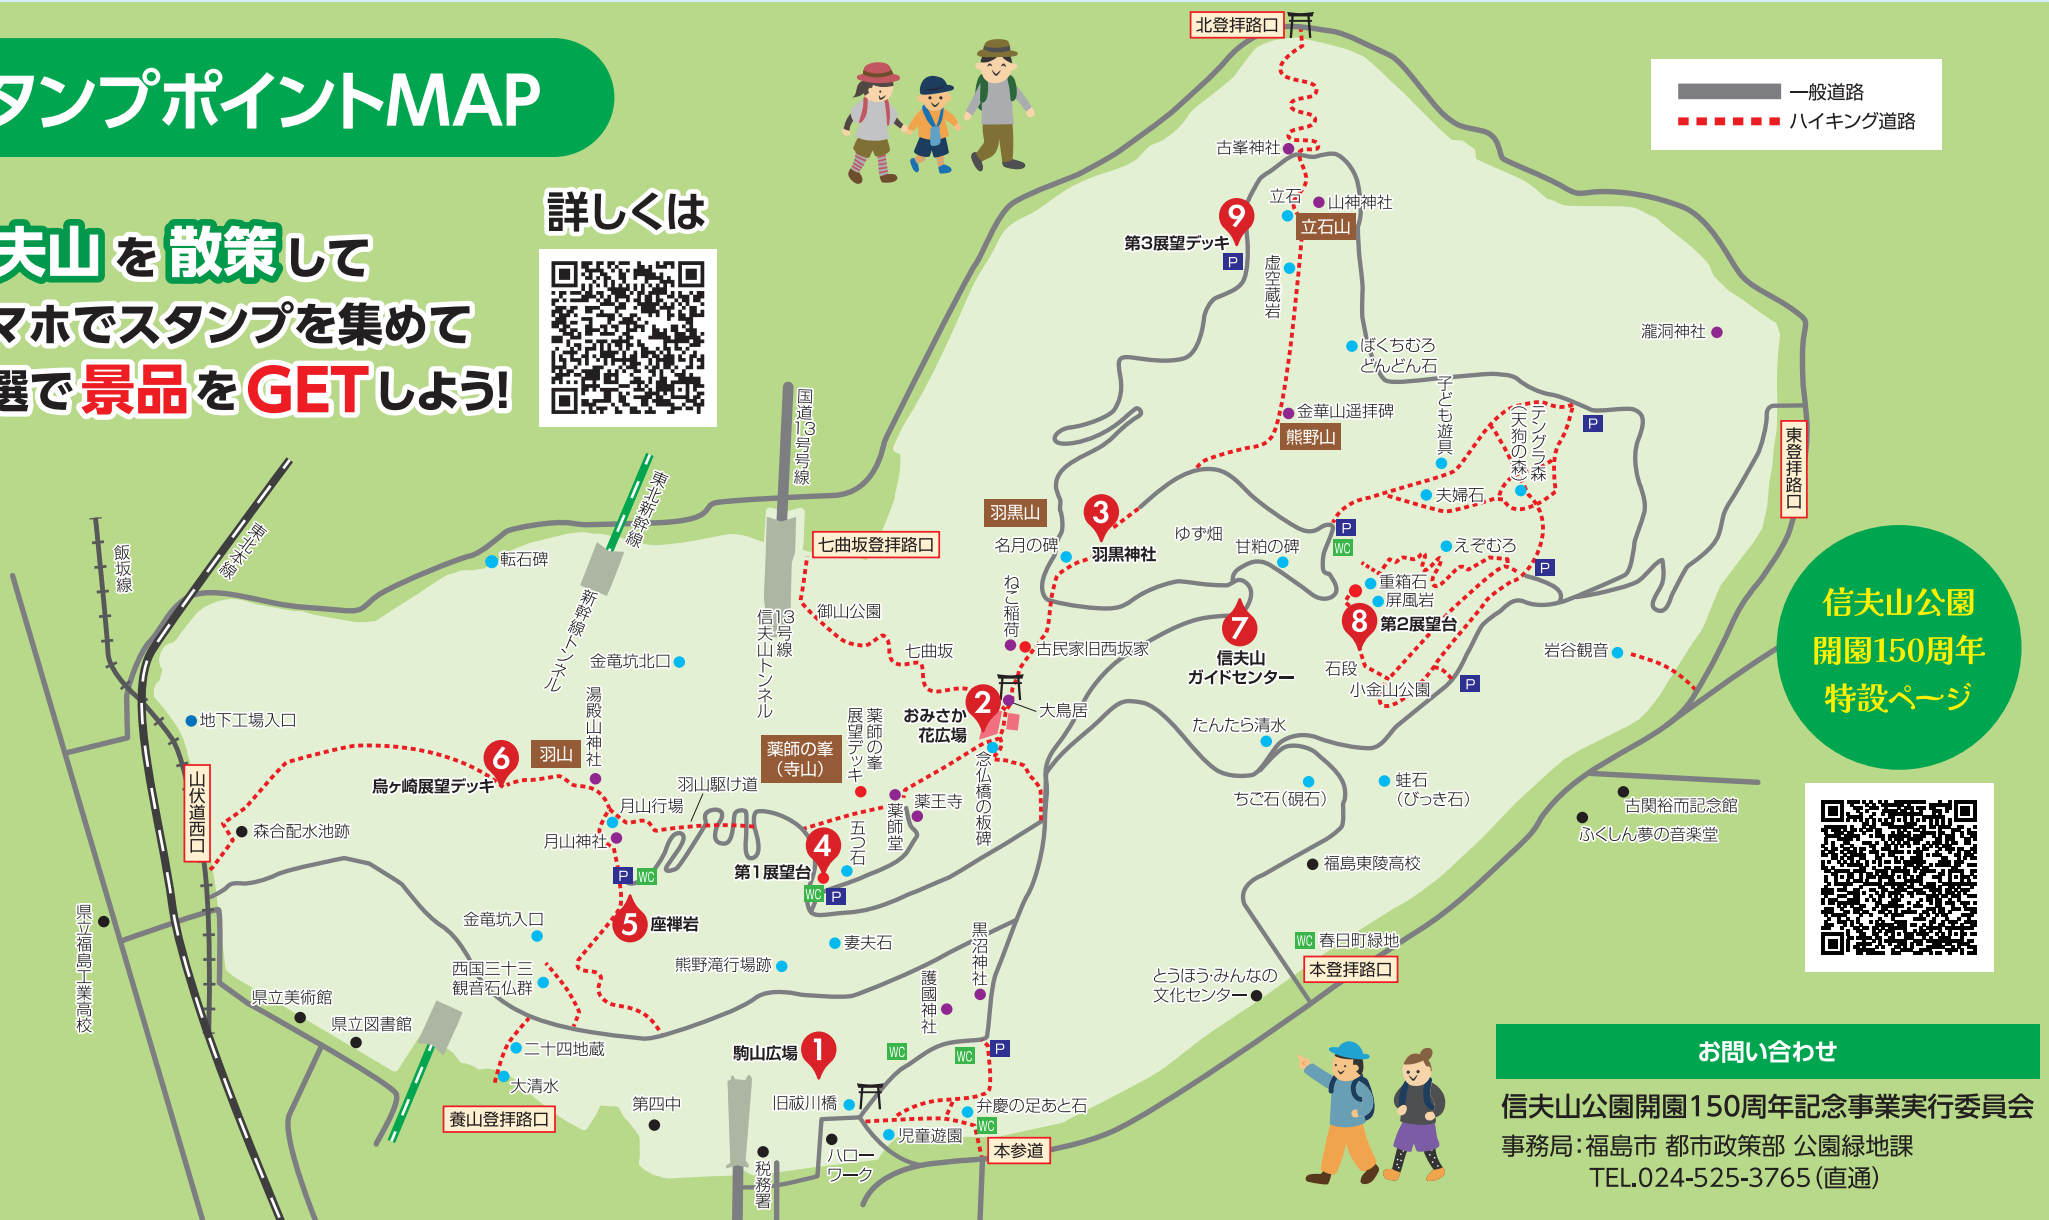 タンプポイントMAP
夫山を散策して
マホでスタンプを集めて
選で景品をGETしよう!
詳しくは
一般道路
ハイキング道路
北登拝路口
古峯神社
立石
山神神社
立石山
9
第3展望デッキ
P
虚空蔵岩
ばくちむろ
どんどん石
瀧洞神社
子ども遊具
テングラ森
(天狗の森)
P
東登拝路口
金華山遥拝碑
熊野山
夫婦石
国道13号線
東北新幹線
東北本線
飯坂線
羽黒山
3
羽黒神社
名月の碑
ゆず畑
甘粕の碑
P
WC
えぞむろ
P
重箱石
屏風岩
8
第2展望台
石段
小金山公園
P
岩谷観音
七曲坂登拝路口
転石碑
新幹線トンネル
13号線
信夫山トンネル
御山公園
七曲坂
ねこ稲荷
古民家旧西坂家
7
信夫山
ガイドセンター
金竜坑北口
湯殿山神社
地下工場入口
2
おみさか
花広場
大鳥居
たんたら清水
薬師の峯
展望デッキ
薬師の峯
(寺山)
念仏橋の板碑
6
烏ヶ崎展望デッキ
羽山
山伏道西口
羽山駆け道
月山行場
月山神社
森合配水池跡
薬師堂
薬王寺
五つ石
4
第1展望台
WC
P
P
WC
ちご石(硯石)
蛙石
(びっき石)
古関裕而記念館
ふくしん夢の音楽堂
福島東陵高校
5
座禅岩
金竜坑入口
県立福島工業高校
西国三十三
観音石仏群
妻夫石
熊野滝行場跡
黒沼神社
護國神社
WC
春日町緑地
本登拝路口
とうほう・みんなの
文化センター
県立美術館
県立図書館
二十四地蔵
大清水
養山登拝路口
駒山広場
1
WC
WC
P
旧祓川橋
弁慶の足あと石
WC
児童遊園
本参道
第四中
税務署
ハロー
ワーク
信夫山公園
開園150周年
特設ページ
お問い合わせ
信夫山公園開園150周年記念事業実行委員会
事務局：福島市 都市政策部 公園緑地課
TEL.024-525-3765(直通)